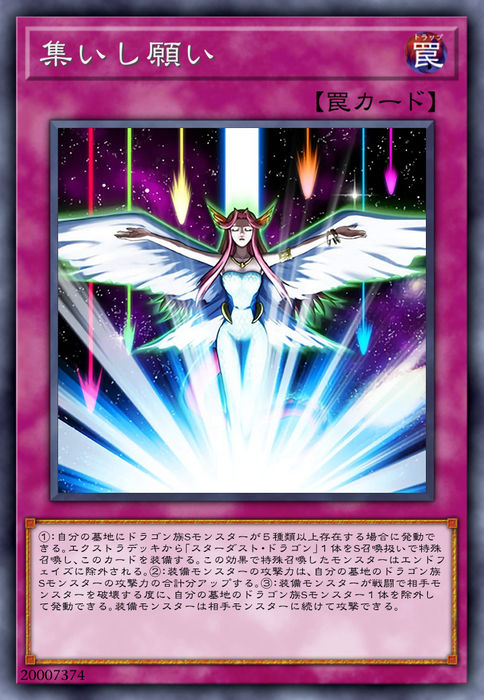 集いし願い
トラップ
罠
【罠カード】
①：自分の墓地にドラゴン族Sモンスターが５種類以上存在する場合に発動で
きる。エクストラデッキから「スターダスト・ドラゴン」１体をS召喚扱いで特殊
召喚し、このカードを装備する。この効果で特殊召喚したモンスターはエンドフ
ェイズに除外される。②：装備モンスターの攻撃力は、自分の墓地のドラゴン族
Sモンスターの攻撃力の合計分アップする。③：装備モンスターが戦闘で相手モ
ンスターを破壊する度に、自分の墓地のドラゴン族Sモンスター１体を除外し
て発動できる。装備モンスターは相手モンスターに続けて攻撃できる。
20007374